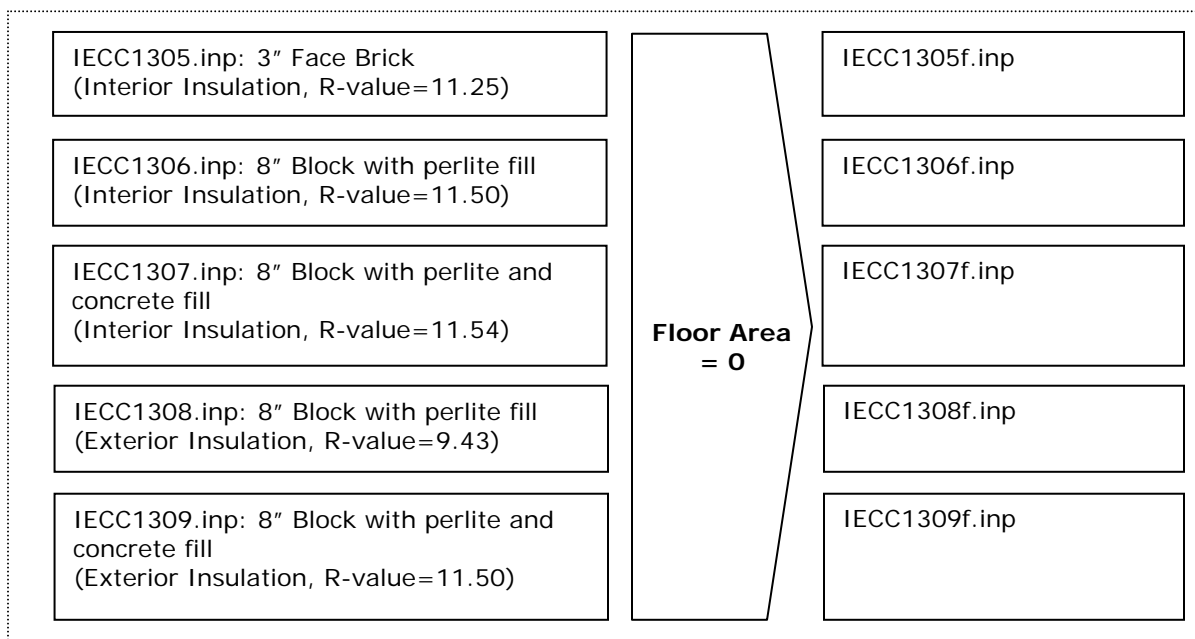 IECC1305.inp: 3″ Face Brick
(Interior Insulation, R-value=11.25)
IECC1306.inp: 8″ Block with perlite fill
(Interior Insulation, R-value=11.50)
IECC1307.inp: 8″ Block with perlite and
concrete fill
(Interior Insulation, R-value=11.54)
IECC1308.inp: 8″ Block with perlite fill
(Exterior Insulation, R-value=9.43)
IECC1309.inp: 8″ Block with perlite and
concrete fill
(Exterior Insulation, R-value=11.50)
Floor Area
= 0
IECC1305f.inp
IECC1306f.inp
IECC1307f.inp
IECC1308f.inp
IECC1309f.inp